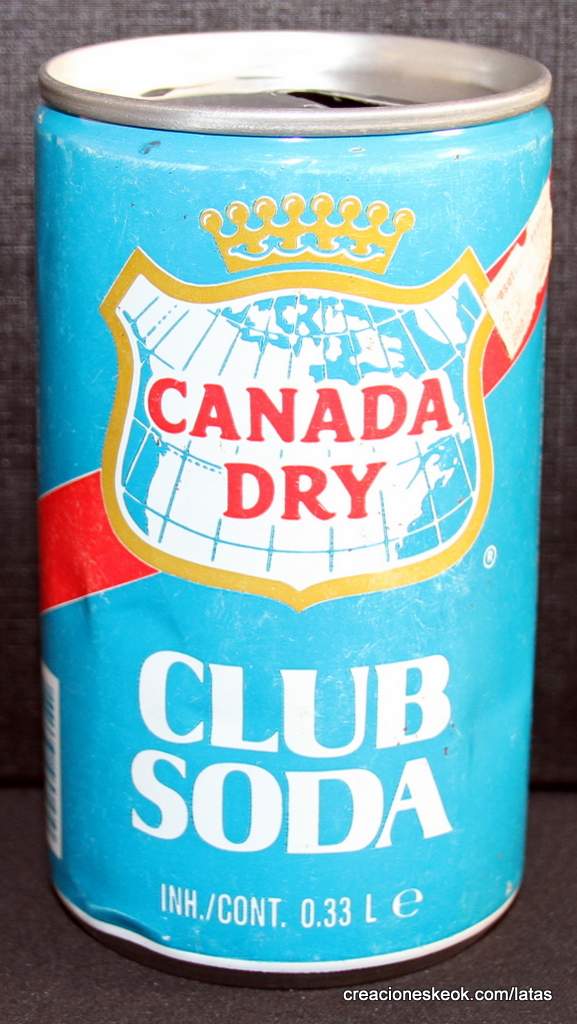 CANADA
DRY
®
CLUB
SODA
INH./CONT. 0.33 L ℮
creacioneskeok.com/latas